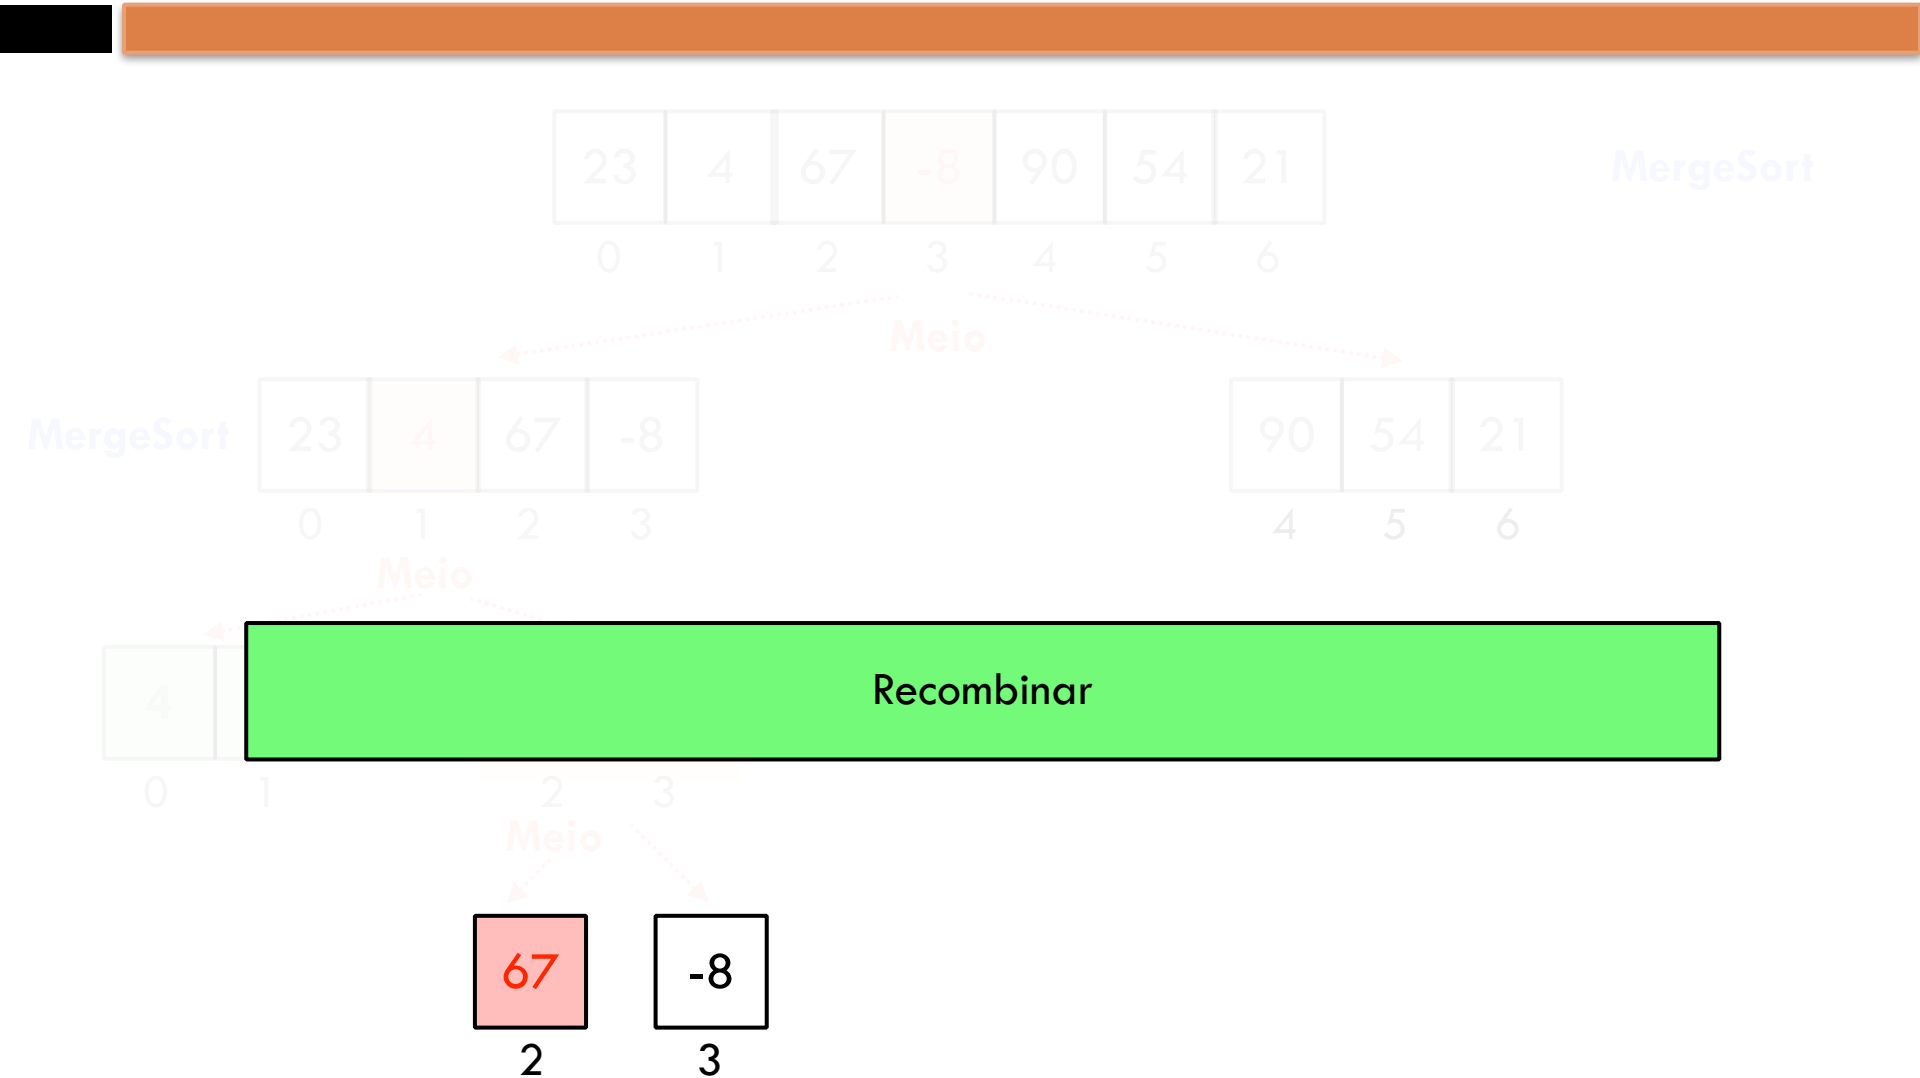 23 4 67 -8 90 54 21
MergeSort
0 1 2 3 4 5 6
Meio
MergeSort
23 4 67 -8
90 54 21
0 1 2 3
4 5 6
Meio
4
Recombinar
0 1 2 3
Meio
67 -8
2 3